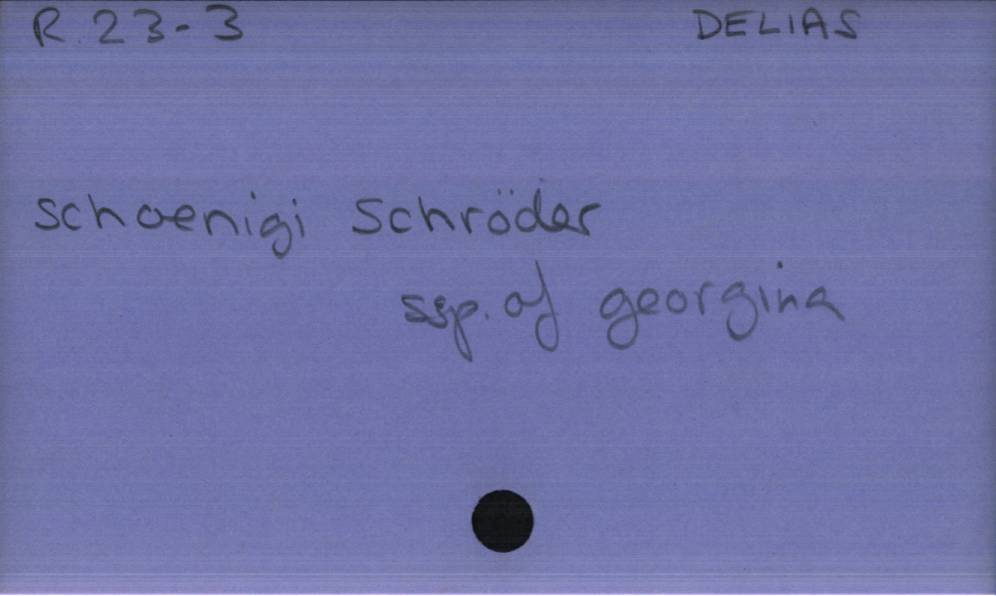 R. 23-3 DELIAS
schoenigi Schröder
ssp. of georgina